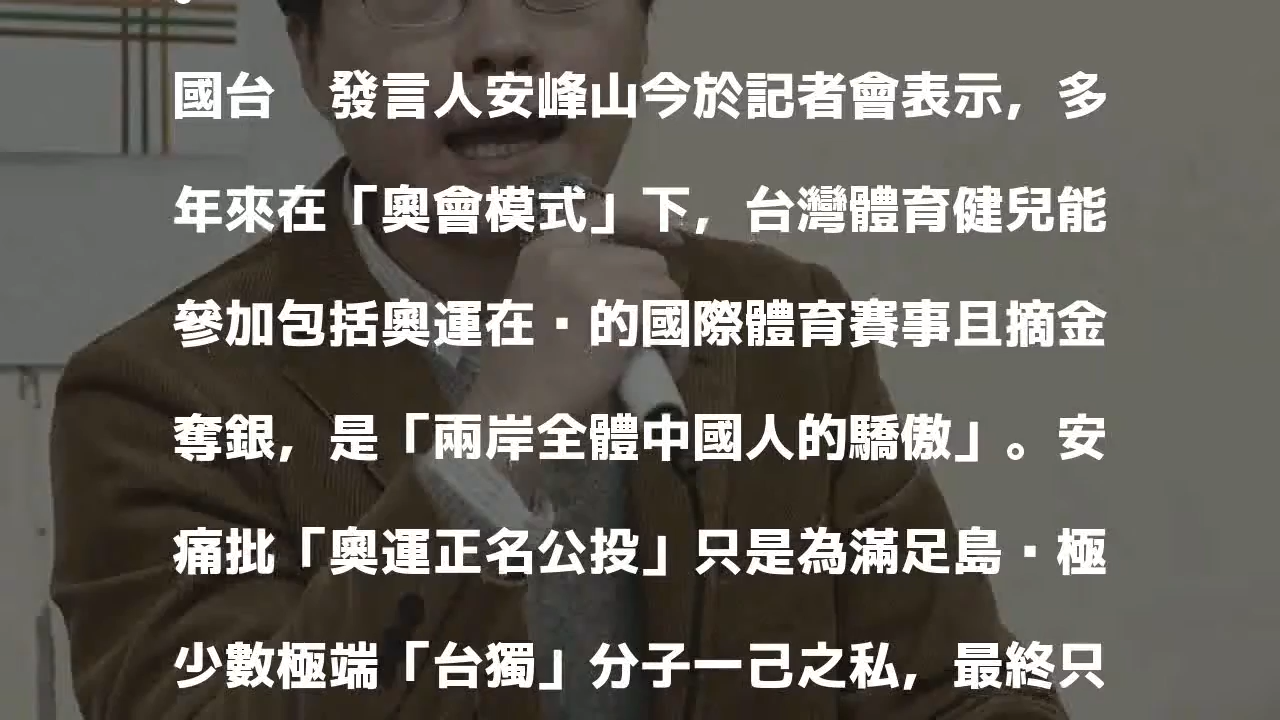 。
國台　發言人安峰山今於記者會表示，多
年來在「奧會模式」下，台灣體育健兒能
參加包括奧運在▪的國際體育賽事且摘金
奪銀，是「兩岸全體中國人的驕傲」。安
痛批「奧運正名公投」只是為滿足島▪極
少數極端「台獨」分子一己之私，最終只